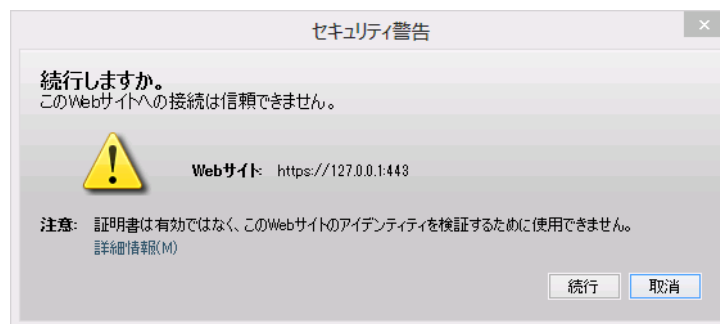 セキュリティ警告
続行しますか。
このWebサイトへの接続は信頼できません。
Webサイト: https://127.0.0.1:443
注意: 証明書は有効ではなく、このWebサイトのアイデンティティを検証するために使用できません。
詳細情報(M)
続行 取消